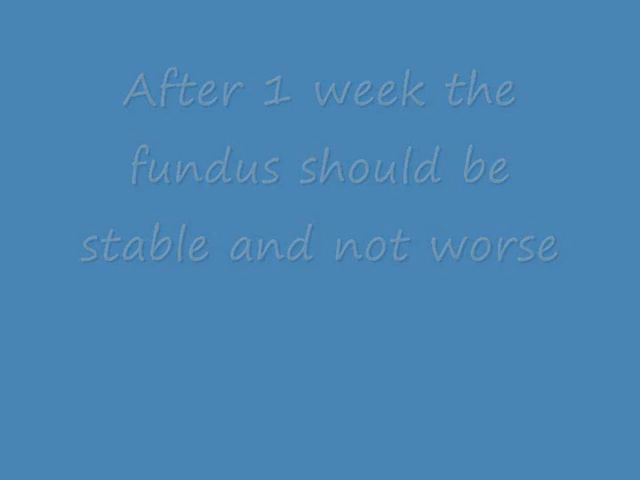 After 1 week the
fundus should be
stable and not worse